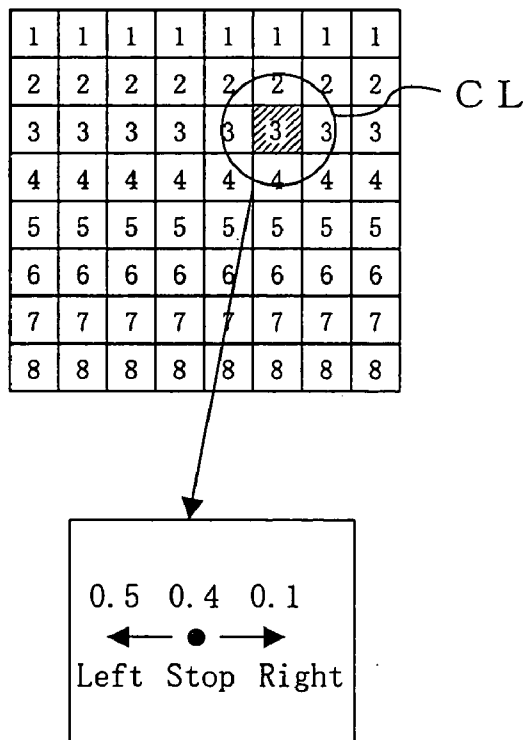 1 1 1 1 1 1 1 1
2 2 2 2 2 2 2 2
CL
3 3 3 3 3 3 3 3
4 4 4 4 4 4 4 4
5 5 5 5 5 5 5 5
6 6 6 6 6 6 6 6
7 7 7 7 7 7 7 7
8 8 8 8 8 8 8 8
0.5 0.4 0.1
Left Stop Right